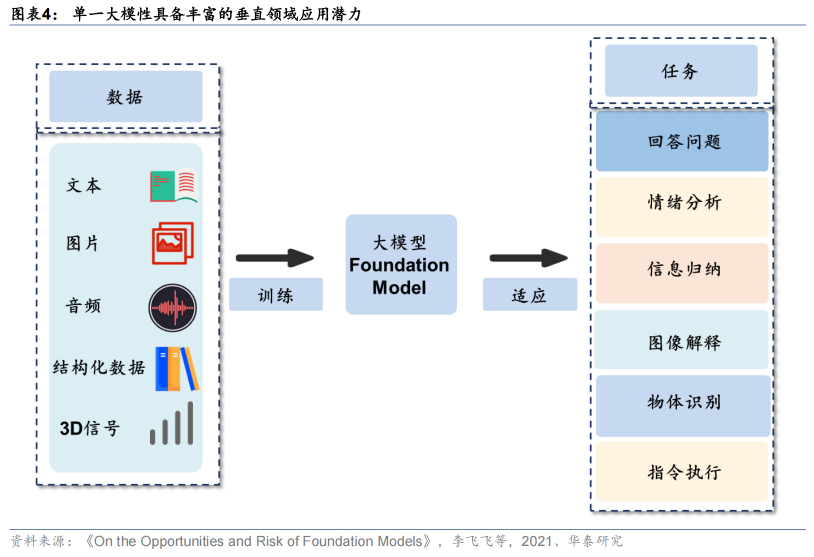 图表4： 单一大模性具备丰富的垂直领域应用潜力
数据
文本
图片
音频
结构化数据
3D信号
训练
大模型
Foundation
Model
适应
任务
回答问题
情绪分析
信息归纳
图像解释
物体识别
指令执行
资料来源：《On the Opportunities and Risk of Foundation Models》，李飞飞等，2021、华泰研究